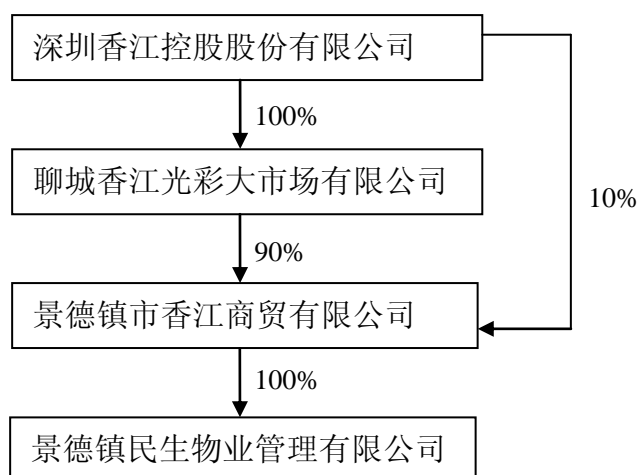 深圳香江控股股份有限公司
100%
聊城香江光彩大市场有限公司
10%
90%
景德镇市香江商贸有限公司
100%
景德镇民生物业管理有限公司